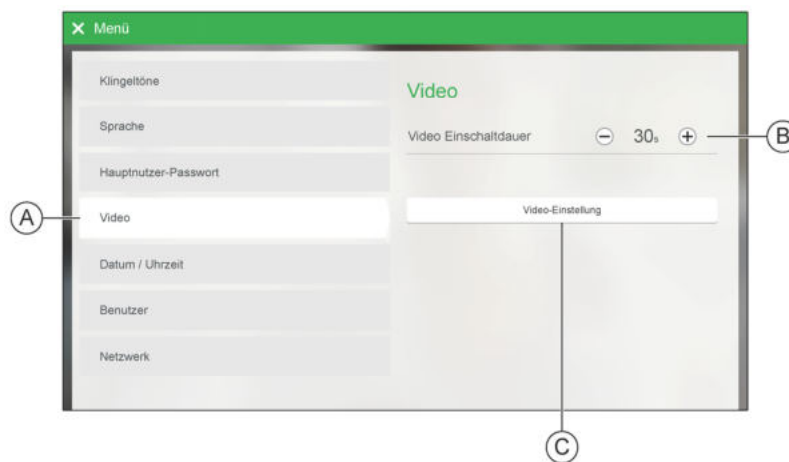 ✕ Menü
Klingeltöne
Sprache
Hauptnutzer-Passwort
Video
Datum / Uhrzeit
Benutzer
Netzwerk
Video
Video Einschaltdauer 30s
Video-Einstellung
A
B
C